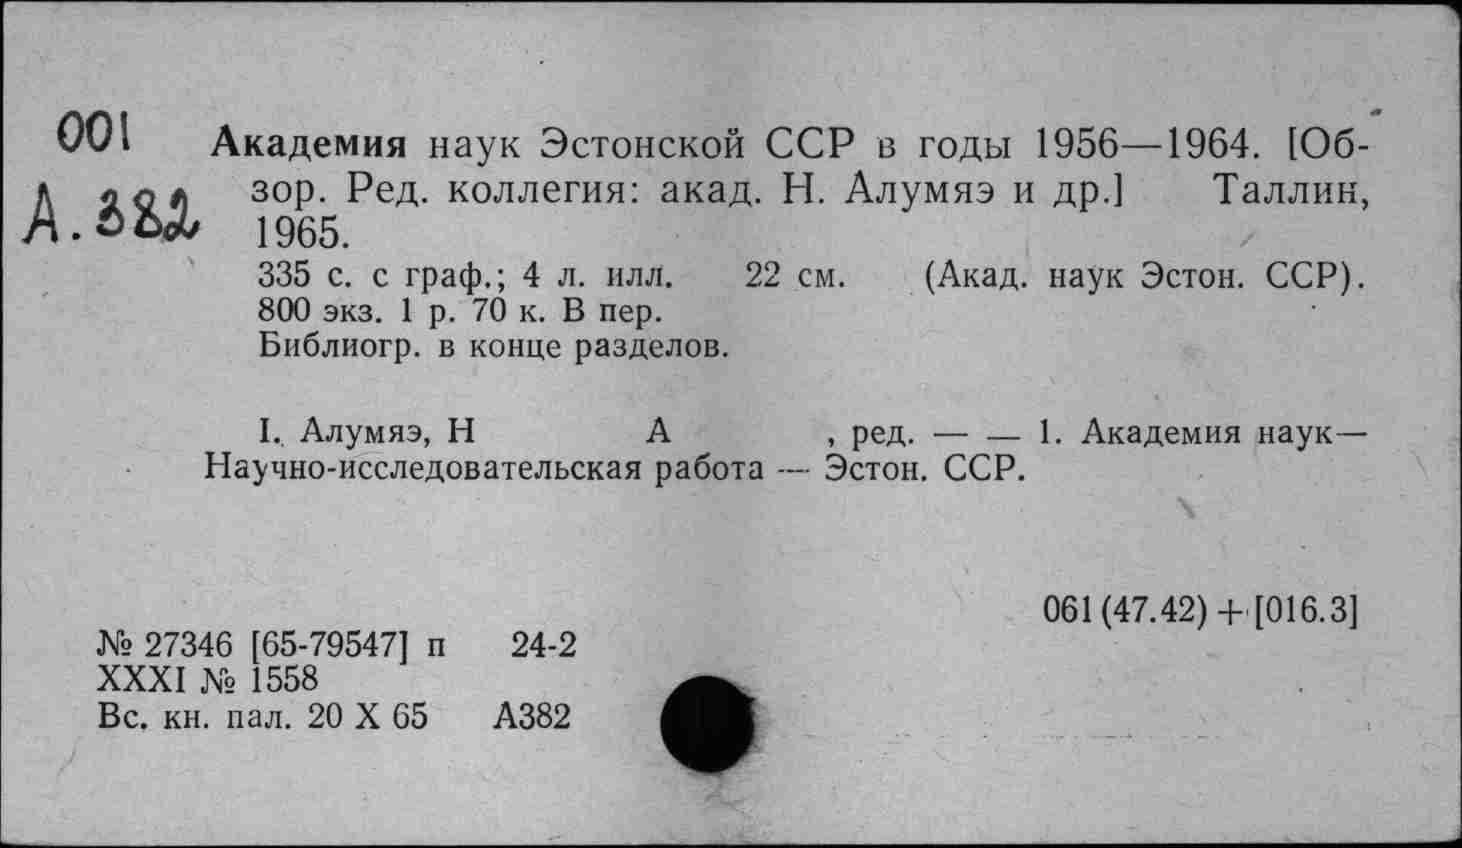 001
А.382
Академия наук Эстонской ССР в годы 1956—1964. [Об-
зор. Ред. коллегия: акад. Н. Алумяэ и др.] Таллин,
1965.
335 с. с граф.; 4 л. илл. 22 см. (Акад. наук Эстон. ССР).
800 экз. 1 р. 70 к. В пер.
Библиогр. в конце разделов.
I. Алумяэ, Н А , ред. — — 1. Академия наук—
Научно-исследовательская работа — Эстон. ССР.
061 (47.42) + [016.3]
№ 27346 [65-79547] п 24-2
XXXI № 1558
Вс. кн. пал. 20 X 65 А382